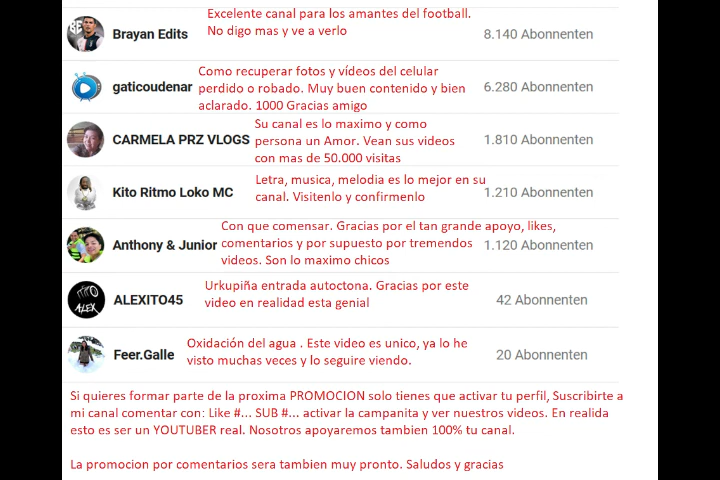 Excelente canal para los amantes del football.
Brayan Edits
No digo mas y ve a verlo
8.140 Abonnenten
Como recuperar fotos y vídeos del celular
gaticoudenar
perdido o robado. Muy buen contenido y bien
6.280 Abonnenten
aclarado. 1000 Gracias amigo
Su canal es lo maximo y como
CARMELA PRZ VLOGS
persona un Amor. Vean sus videos
1.810 Abonnenten
con mas de 50.000 visitas
Letra, musica, melodia es lo mejor en su
Kito Ritmo Loko MC
canal. Visitenlo y confirmenlo
1.210 Abonnenten
Con que comensar. Gracias por el tan grande apoyo, likes,
Anthony & Junior
comentarios y por supuesto por tremendos
1.120 Abonnenten
videos. Son lo maximo chicos
Urkupiña entrada autoctona. Gracias por este
ALEXITO45
video en realidad esta genial
42 Abonnenten
Oxidación del agua . Este video es unico, ya lo he
Feer.Galle
visto muchas veces y lo seguire viendo.
20 Abonnenten
Si quieres formar parte de la proxima PROMOCION solo tienes que activar tu perfil, Suscribirte a
mi canal comentar con: Like #... SUB #... activar la campanita y ver nuestros videos. En realida
esto es ser un YOUTUBER real. Nosotros apoyaremos tambien 100% tu canal.
La promocion por comentarios sera tambien muy pronto. Saludos y gracias